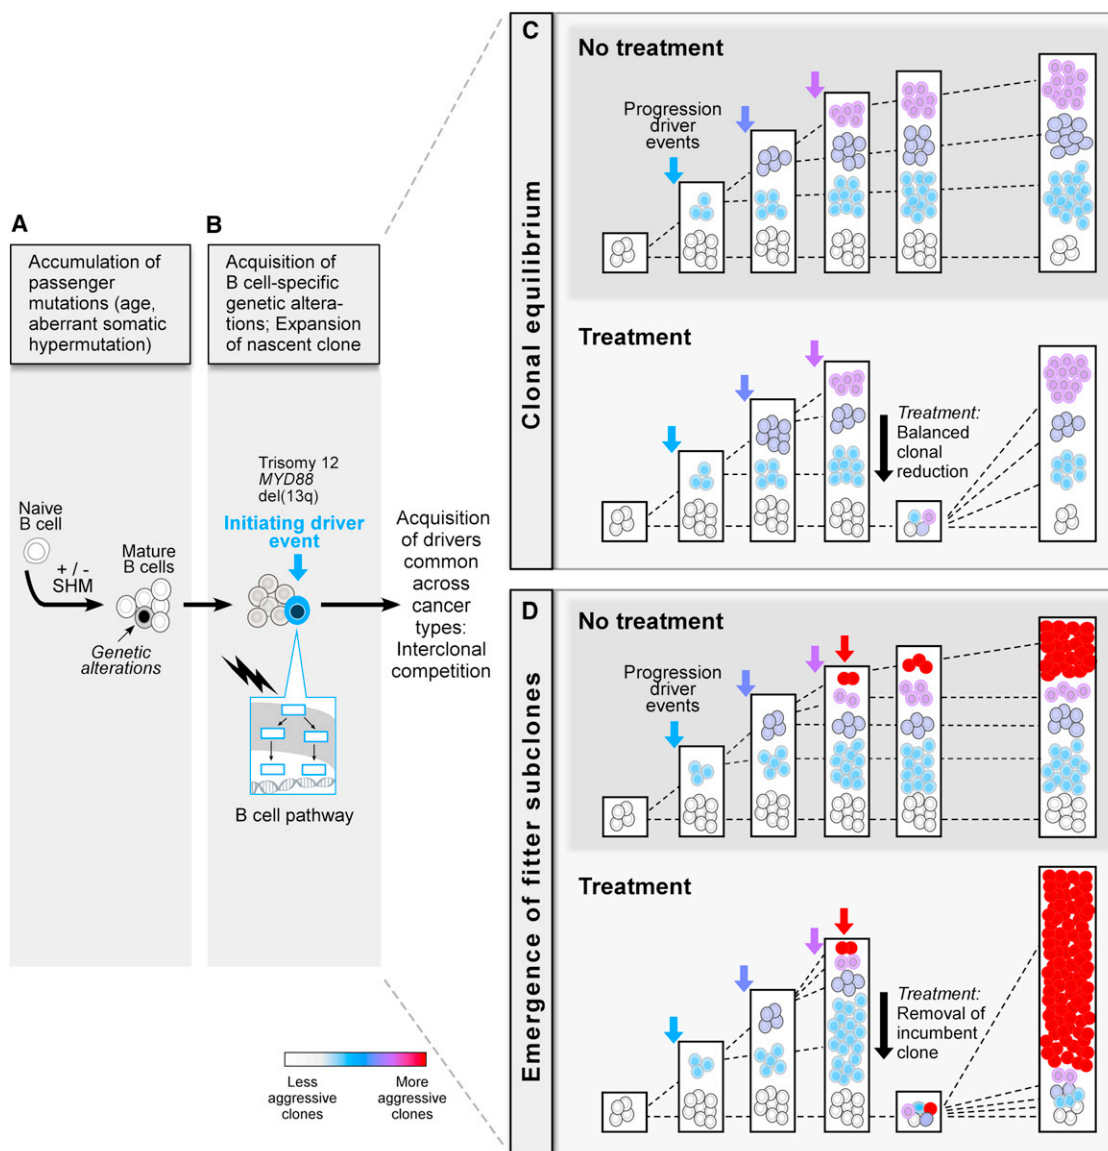 A
Accumulation of
passenger
mutations (age,
aberrant somatic
hypermutation)
Naive
B cell
+ / -
SHM
Mature
B cells
Genetic
alterations
B
Acquisition of
B cell-specific
genetic altera-
tions; Expansion
of nascent clone
Trisomy 12
MYD88
del(13q)
Initiating driver
event
B cell pathway
Acquisition
of drivers
common
across
cancer
types:
Interclonal
competition
Less
aggressive
clones
More
aggressive
clones
C
Clonal equilibrium
No treatment
Progression
driver
events
Treatment
Treatment:
Balanced
clonal
reduction
D
Emergence of fitter subclones
No treatment
Progression
driver
events
Treatment
Treatment:
Removal of
incumbent
clone